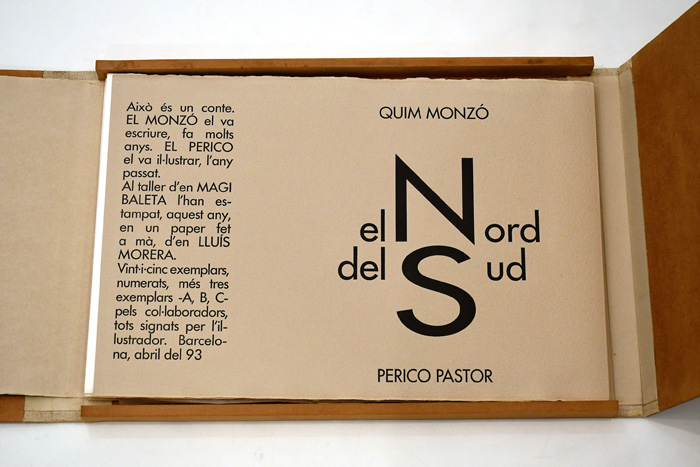 Això és un conte.
EL MONZÓ el va
escriure, fa molts
anys. EL PERICO
el va il·lustrar, l'any
passat.
Al taller d'en MAGI
BALETA l'han es-
tampat, aquest any,
en un paper fet
a mà, d'en LLUÍS
MORERA.
Vint-i-cinc exemplars,
numerats, més tres
exemplars -A, B, C-
pels col·laboradors,
tots signats per l'il-
lustrador. Barcelo-
na, abril del 93
QUIM MONZÓ
el Nord
del Sud
PERICO PASTOR